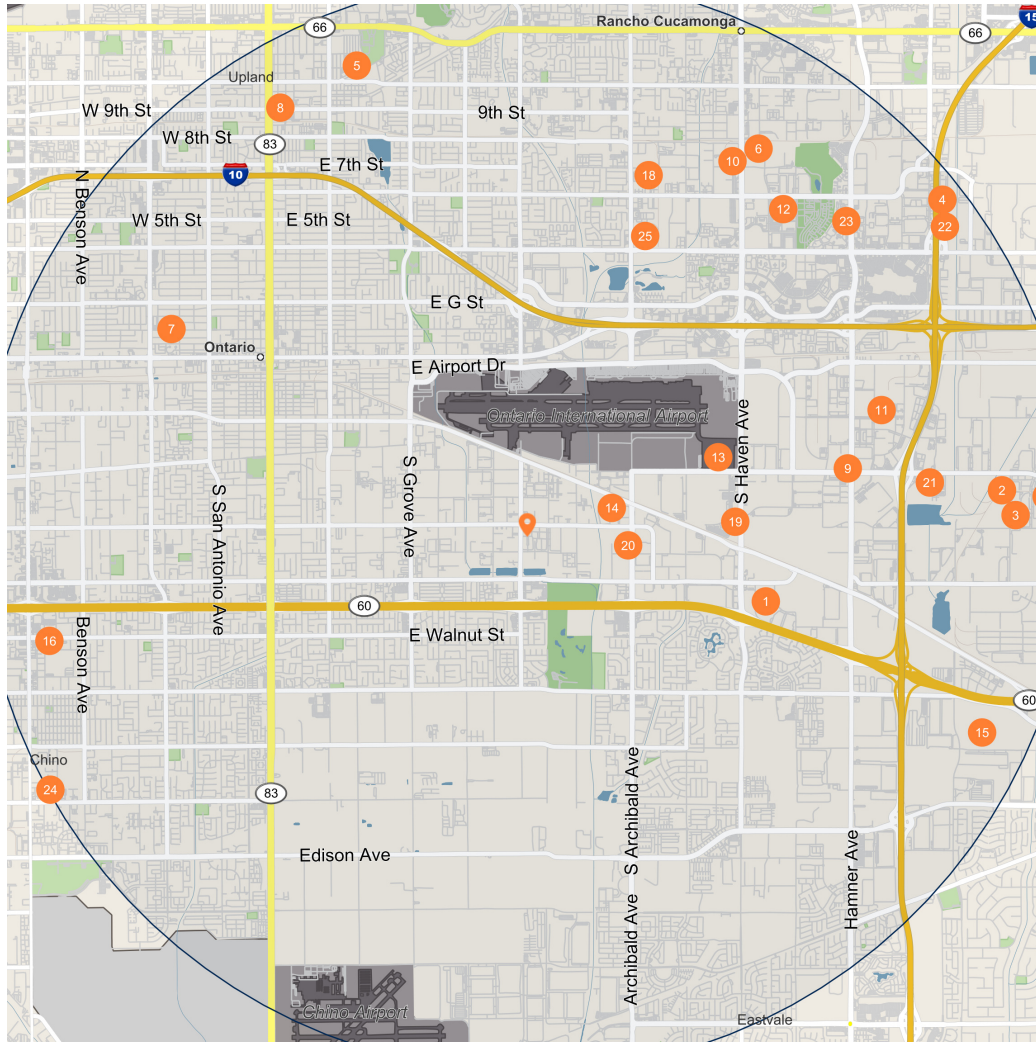 15
66
Rancho Cucamonga
66
5
Upland
8
W 9th St
9th St
W 8th St
83
E 7th St
6
10
10
18
N Benson Ave
4
12
W 5th St
E 5th St
23
22
25
E G St
7
Ontario
E Airport Dr
11
Ontario International Airport
S Haven Ave
13
9
S Grove Ave
21
2
S San Antonio Ave
14
3
19
20
1
60
E Walnut St
16
Benson Ave
60
15
Chino
24
83
S Archibald Ave
Edison Ave
Hamner Ave
Archibald Ave
Chino Airport
Eastvale